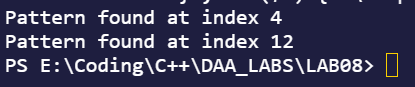 Pattern found at index 4
Pattern found at index 12
PS E:\Coding\C++\DAA_LABS\LAB08>